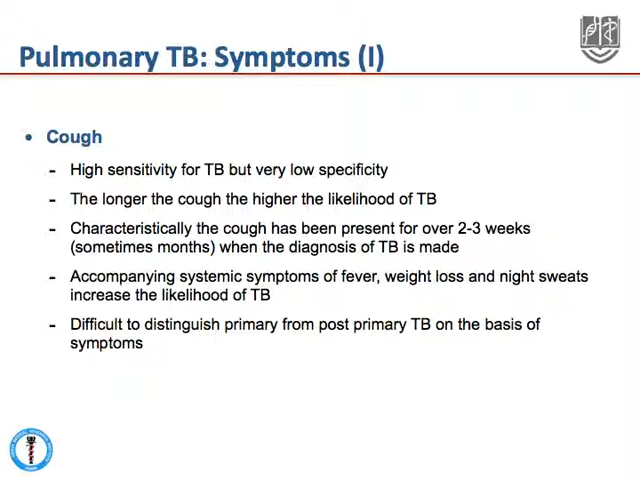 Pulmonary TB: Symptoms (I)
• Cough
- High sensitivity for TB but very low specificity
- The longer the cough the higher the likelihood of TB
- Characteristically the cough has been present for over 2-3 weeks
(sometimes months) when the diagnosis of TB is made
- Accompanying systemic symptoms of fever, weight loss and night sweats
increase the likelihood of TB
- Difficult to distinguish primary from post primary TB on the basis of
symptoms